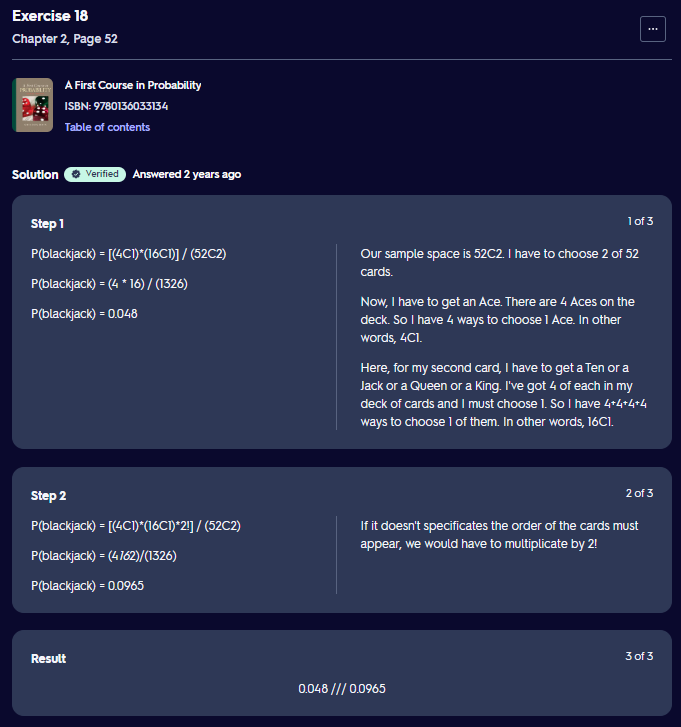 Exercise 18
Chapter 2, Page 52
...
A First Course in Probability
ISBN: 9780136033134
Table of contents
Solution Verified Answered 2 years ago
Step 1
1 of 3
P(blackjack) = [(4C1)*(16C1)] / (52C2)
P(blackjack) = (4 * 16) / (1326)
P(blackjack) = 0.048
Our sample space is 52C2. I have to choose 2 of 52
cards.
Now, I have to get an Ace. There are 4 Aces on the
deck. So I have 4 ways to choose 1 Ace. In other
words, 4C1.
Here, for my second card, I have to get a Ten or a
Jack or a Queen or a King. I've got 4 of each in my
deck of cards and I must choose 1. So I have 4+4+4+4
ways to choose 1 of them. In other words, 16C1.
Step 2
2 of 3
P(blackjack) = [(4C1)*(16C1)*2!] / (52C2)
P(blackjack) = (4162)/(1326)
P(blackjack) = 0.0965
If it doesn't specificates the order of the cards must
appear, we would have to multiplicate by 2!
Result
3 of 3
0.048 /// 0.0965